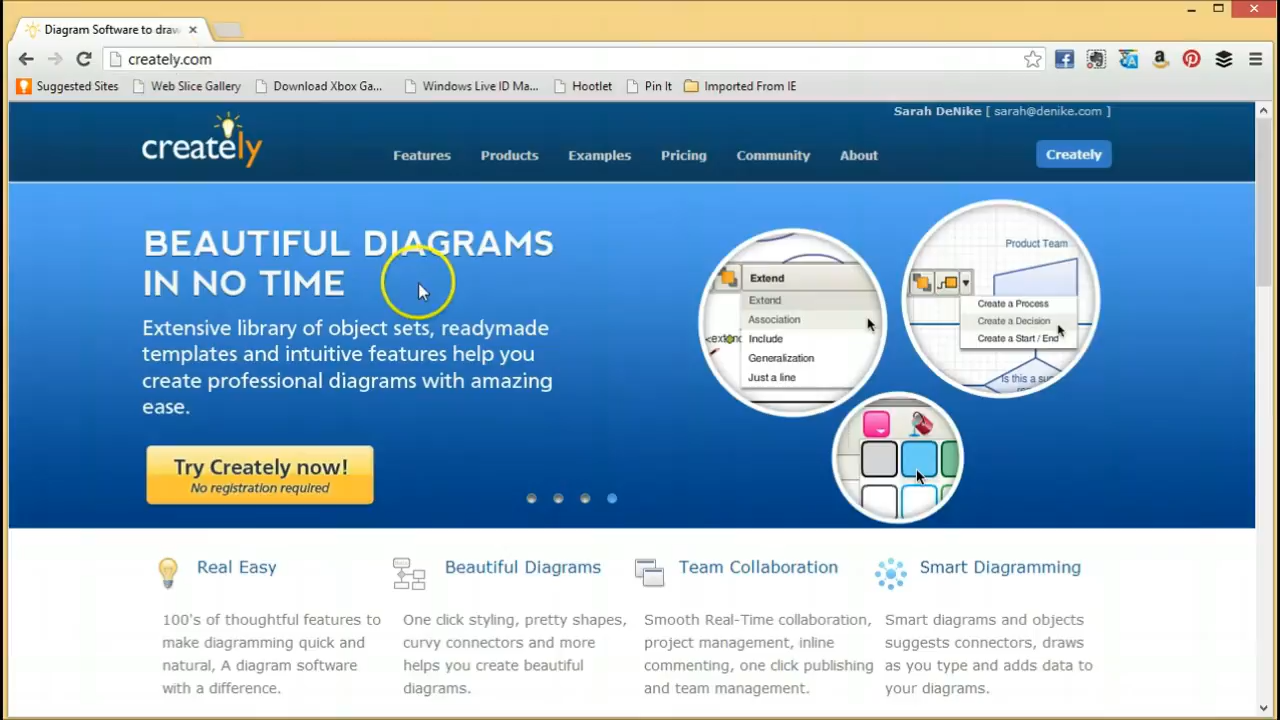 Diagram Software to draw
creately.com
Suggested Sites
Web Slice Gallery
Download Xbox Ga...
Windows Live ID Ma...
Hootlet
Pin It
Imported From IE
Sarah DeNike [ sarah@denike.com ]
creately
Features
Products
Examples
Pricing
Community
About
Creately
BEAUTIFUL DIAGRAMS
IN NO TIME
Extensive library of object sets, readymade
templates and intuitive features help you
create professional diagrams with amazing
ease.
Try Creately now!
No registration required
Extend
Extend
Association
Include
Generalization
Just a line
Product Team
Create a Process
Create a Decision
Create a Start / End
Is this a
Real Easy
100's of thoughtful features to
make diagramming quick and
natural, A diagram software
with a difference.
Beautiful Diagrams
One click styling, pretty shapes,
curvy connectors and more
helps you create beautiful
diagrams.
Team Collaboration
Smooth Real-Time collaboration,
project management, inline
commenting, one click publishing
and team management.
Smart Diagramming
Smart diagrams and objects
suggests connectors, draws
as you type and adds data to
your diagrams.